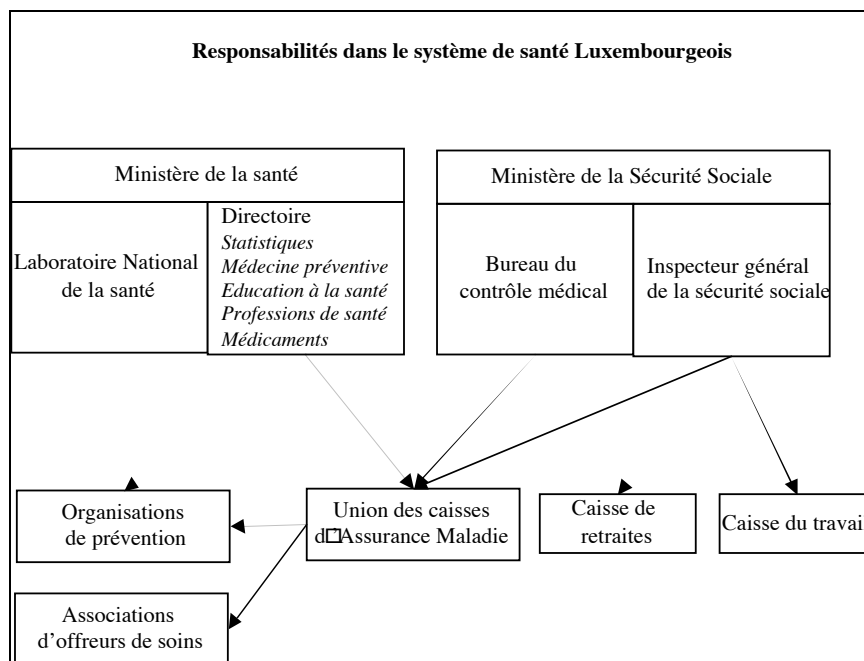 Responsabilités dans le système de santé Luxembourgeois
Ministère de la santé
Laboratoire National
de la santé
Directoire
Statistiques
Médecine préventive
Education à la santé
Professions de santé
Médicaments
Ministère de la Sécurité Sociale
Bureau du
contrôle médical
Inspecteur général
de la sécurité sociale
Organisations
de prévention
Union des caisses
d□’Assurance Maladie
Caisse de
retraites
Caisse du travail
Associations
d’offreurs de soins